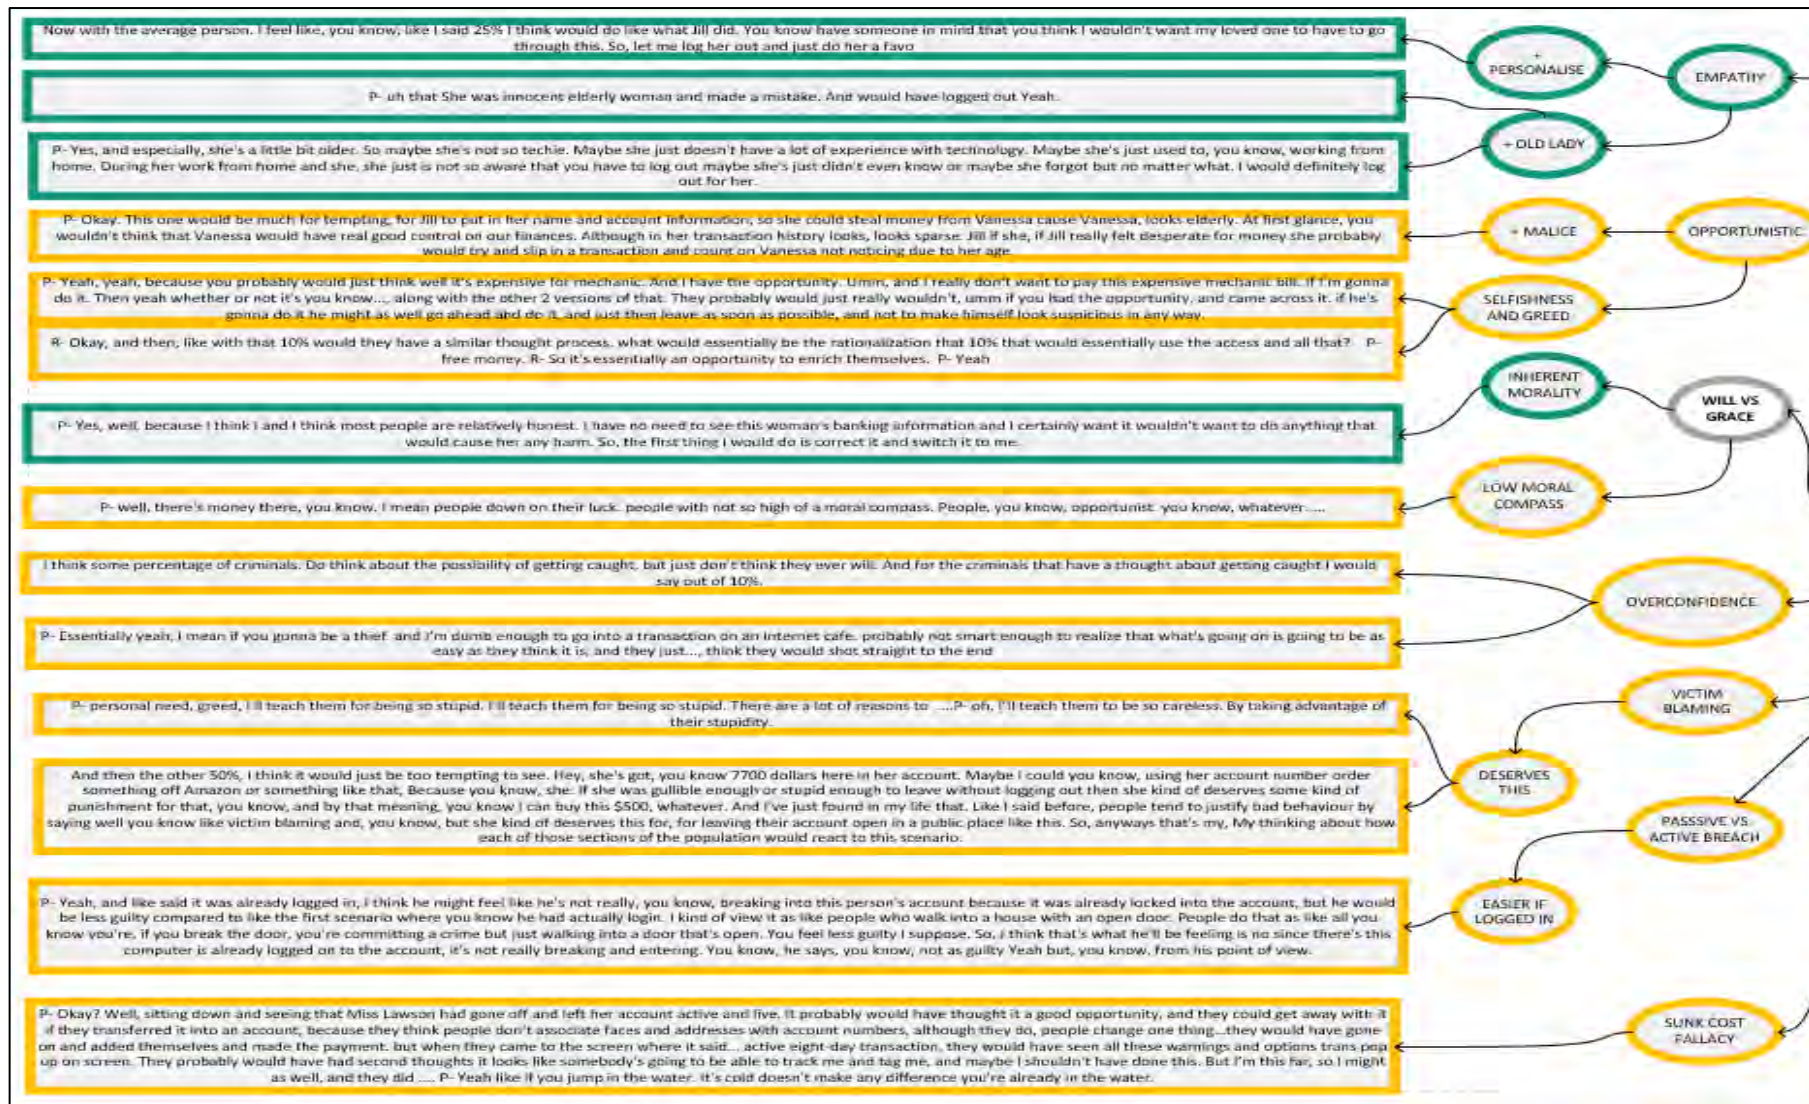 Now with the average person. I feel like, you know, like I said 25% I think would do like what Jill did. You know have someone in mind that you think I wouldn't want my loved one to have to go
through this. So, let me log her out and just do her a favo
+
PERSONALISE
EMPATHY
P- uh that She was innocent elderly woman and made a mistake. And would have logged out Yeah.
P- Yes, and especially, she's a little bit older. So maybe she's not so techie. Maybe she just doesn't have a lot of experience with technology. Maybe she's just used to, you know, working from
home. During her work from home and she, she just is not so aware that you have to log out maybe she's just didn't even know or maybe she forgot but no matter what. I would definitely log
out for her.
+ OLD LADY
P- Okay. This one would be much for tempting, for Jill to put in her name and account information, so she could steal money from Vanessa cause Vanessa, looks elderly. At first glance, you
wouldn't think that Vanessa would have real good control on our finances. Although in her transaction history looks, looks sparse. Jill if she, if Jill really felt desperate for money she probably
would try and slip in a transaction and count on Vanessa not noticing due to her age.
+ MALICE
OPPORTUNISTIC
P- Yeah, yeah, because you probably would just think well it's expensive for mechanic. And I have the opportunity. Umm, and I really don't want to pay this expensive mechanic bill. If I'm gonna
do it. Then yeah whether or not it's you know..., along with the other 2 versions of that. They probably would just really wouldn't, umm if you had the opportunity, and came across it. if he's
gonna do it he might as well go ahead and do it, and just then leave as soon as possible, and not to make himself look suspicious in any way.
SELFISHNESS
AND GREED
R- Okay, and then, like with that 10% would they have a similar thought process. what would essentially be the rationalization that 10% that would essentially use the access and all that? P-
free money. R- So it's essentially an opportunity to enrich themselves. P- Yeah
INHERENT
MORALITY
WILL VS
GRACE
P- Yes, well, because I think I and I think most people are relatively honest. I have no need to see this woman's banking information and I certainly want it wouldn't want to do anything that
would cause her any harm. So, the first thing I would do is correct it and switch it to me.
P- well, there's money there, you know. I mean people down on their luck. people with not so high of a moral compass. People, you know, opportunist. you know, whatever.....
LOW MORAL
COMPASS
I think some percentage of criminals. Do think about the possibility of getting caught, but just don't think they ever will. And for the criminals that have a thought about getting caught I would
say out of 10%.
OVERCONFIDENCE
P- Essentially yeah, I mean if you gonna be a thief. and I'm dumb enough to go into a transaction on an internet cafe. probably not smart enough to realize that what's going on is going to be as
easy as they think it is, and they just..., think they would shot straight to the end
P- personal need, greed, I'll teach them for being so stupid. I'll teach them for being so stupid. There are a lot of reasons to ....P- oh, I'll teach them to be so careless. By taking advantage of
their stupidity.
VICTIM
BLAMING
And then the other 50%, I think it would just be too tempting to see. Hey, she's got, you know 7700 dollars here in her account. Maybe I could you know, using her account number order
something off Amazon or something like that, Because you know, she. If she was gullible enough or stupid enough to leave without logging out then she kind of deserves some kind of
punishment for that, you know, and by that meaning, you know I can buy this $500, whatever. And I've just found in my life that. Like I said before, people tend to justify bad behaviour by
saying well you know like victim blaming and, you know, but she kind of deserves this for, for leaving their account open in a public place like this. So, anyways that's my, My thinking about how
each of those sections of the population would react to this scenario.
DESERVES
THIS
PASSSIVE VS
ACTIVE BREACH
P- Yeah, and like said it was already logged in, I think he might feel like he's not really, you know, breaking into this person's account because it was already locked into the account, but he would
be less guilty compared to like the first scenario where you know he had actually login. I kind of view it as like people who walk into a house with an open door. People do that as like all you
know you're, if you break the door, you're committing a crime but just walking into a door that's open. You feel less guilty I suppose. So, I think that's what he'll be feeling is no since there's this
computer is already logged on to the account, it's not really breaking and entering. You know, he says, you know, not as guilty Yeah but, you know, from his point of view.
EASIER IF
LOGGED IN
P- Okay? Well, sitting down and seeing that Miss Lawson had gone off and left her account active and live. It probably would have thought it a good opportunity, and they could get away with it
if they transferred it into an account, because they think people don't associate faces and addresses with account numbers, although they do, people change one thing...they would have gone
on and added themselves and made the payment. but when they came to the screen where it said... active eight-day transaction, they would have seen all these warnings and options trans pop
up on screen. They probably would have had second thoughts it looks like somebody's going to be able to track me and tag me, and maybe I shouldn't have done this. But I'm this far, so I might
as well, and they did .... P- Yeah like if you jump in the water. It's cold doesn't make any difference you're already in the water.
SUNK COST
FALLACY